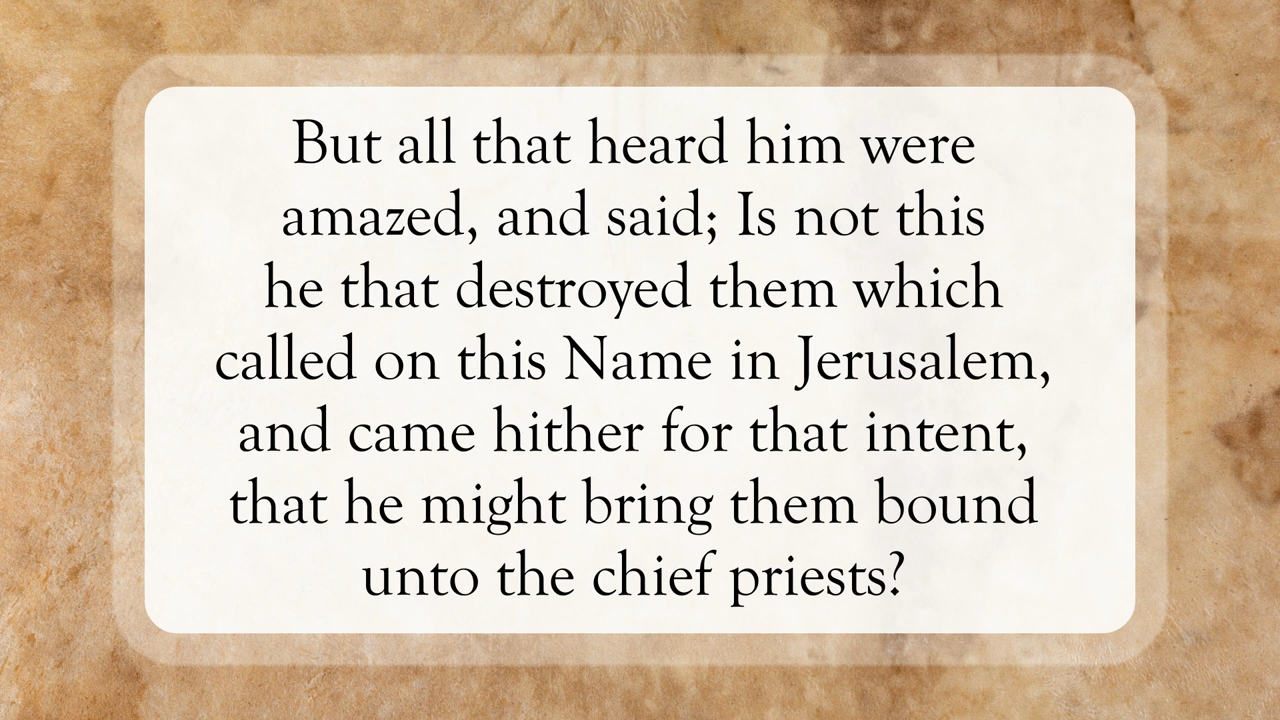 But all that heard him were
amazed, and said; Is not this
he that destroyed them which
called on this Name in Jerusalem,
and came hither for that intent,
that he might bring them bound
unto the chief priests?